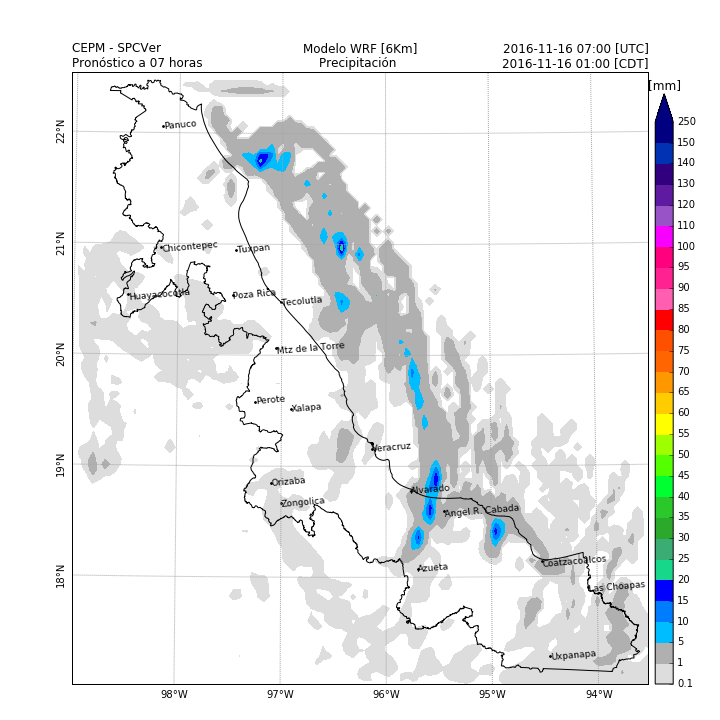 CEPM - SPCVer
Modelo WRF [6Km]
2016-11-16 07:00 [UTC]
Pronóstico a 07 horas
Precipitación
2016-11-16 01:00 [CDT]
[mm]
250
150
140
130
120
110
100
95
90
85
80
75
70
65
60
55
50
45
40
35
30
25
20
15
10
5
1
0.1
22°N
21°N
20°N
19°N
18°N
Panuco
Chicontepec
Tuxpan
Huayacocotla
Poza Rica
Tecolutla
Mtz de la Torre
Perote
Xalapa
Veracruz
Orizaba
Alvarado
Zongolica
Angel R. Cabada
Coatzacoalcos
Azueta
Las Choapas
Uxpanapa
98°W
97°W
96°W
95°W
94°W